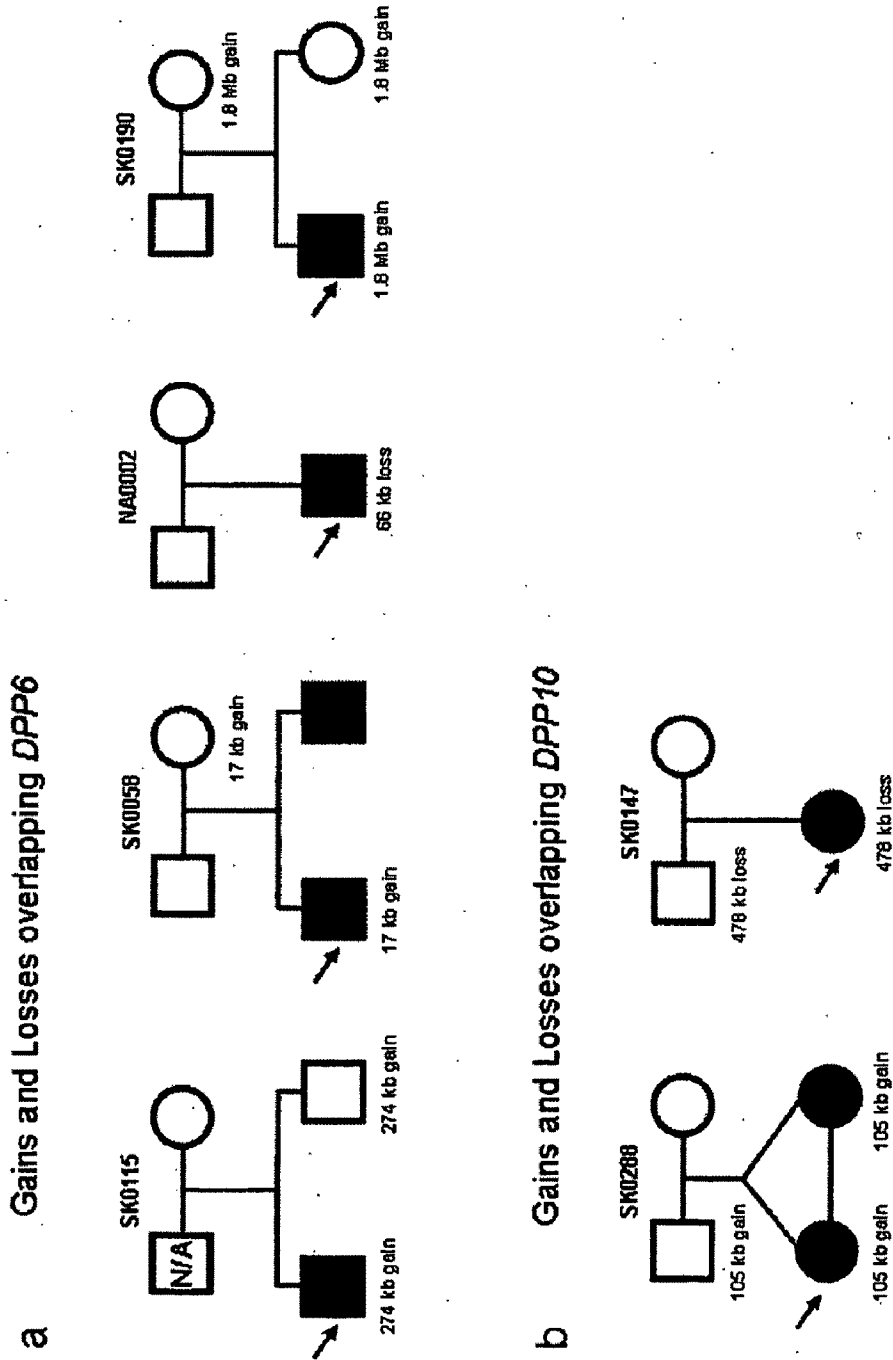 a Gains and Losses overlapping DPP6
SK0115
N/A
274 kb gain
274 kb gain
SK0058
17 kb gain
17 kb gain
NA0002
66 kb loss
SK0190
1.8 Mb gain
1.8 Mb gain
1.8 Mb gain
b Gains and Losses overlapping DPP10
SK0288
105 kb gain
105 kb gain
105 kb gain
SK0147
478 kb loss
478 kb loss